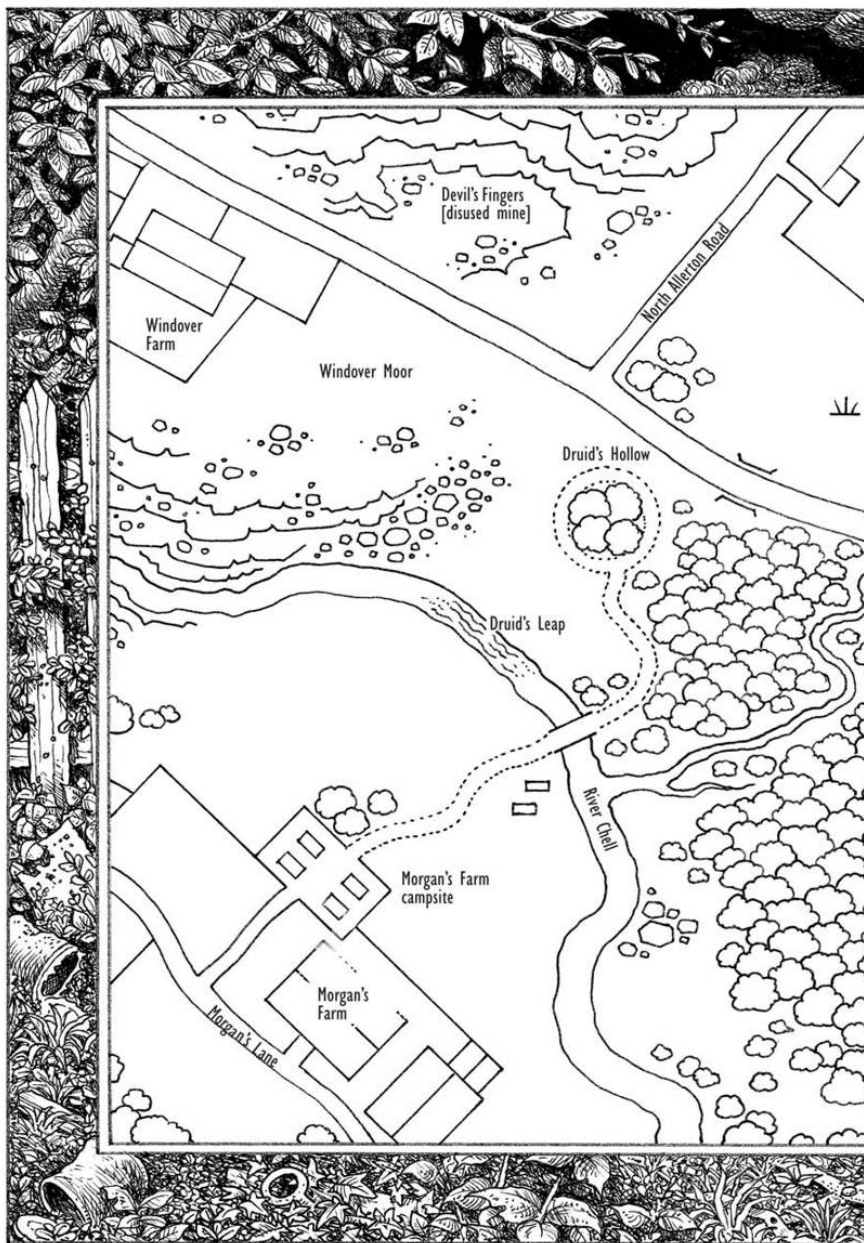 Devil's Fingers
[disused mine]
North Allerton Road
Windover
Farm
Windover Moor
Druid's Hollow
Druid's Leap
River Chell
Morgan's Farm
campsite
Morgan's
Farm
Morgan's Lane